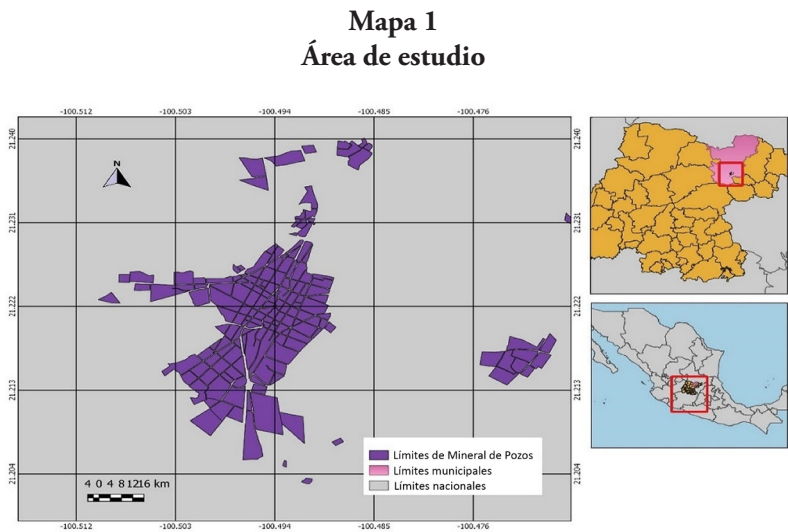 Mapa 1
Área de estudio
-100.512 -100.503 -100.494 -100.485 -100.476
21.240 21.240
21.231 21.231
21.222 21.222
21.213 21.213
21.204 21.204
N
4 0 4 8 1216 km
Límites de Mineral de Pozos
Límites municipales
Límites nacionales
-100.512 -100.503 -100.494 -100.485 -100.476